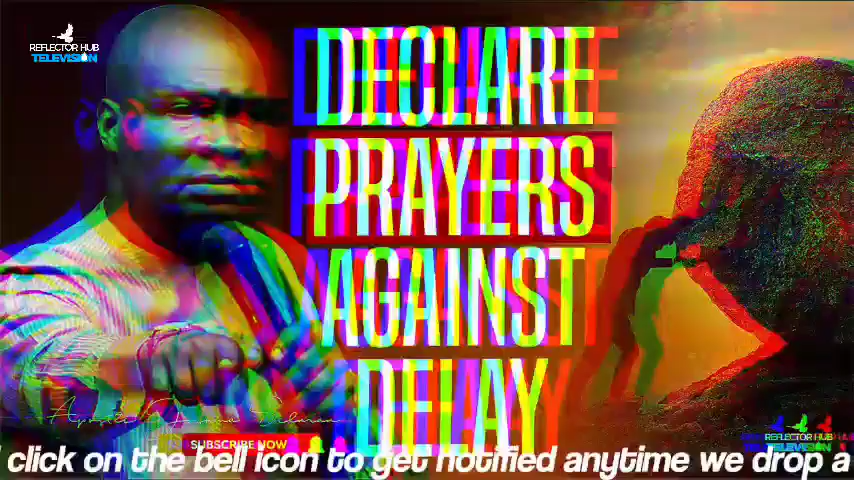 REFLECTOR HUB
TELEVISION
DECLARE
PRAYERS
AGAINST
DELAY
SUBSCRIBE NOW
REFLECTOR HUB
click on the bell icon to get notified anytime we drop a